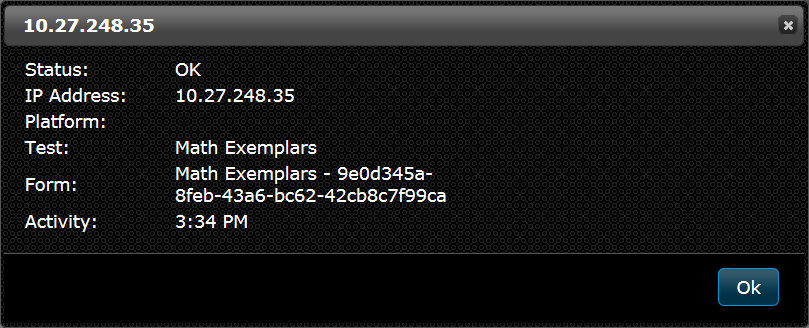 10.27.248.35
Status: OK
IP Address: 10.27.248.35
Platform:
Test: Math Exemplars
Form: Math Exemplars - 9e0d345a-
8feb-43a6-bc62-42cb8c7f99ca
Activity: 3:34 PM
Ok